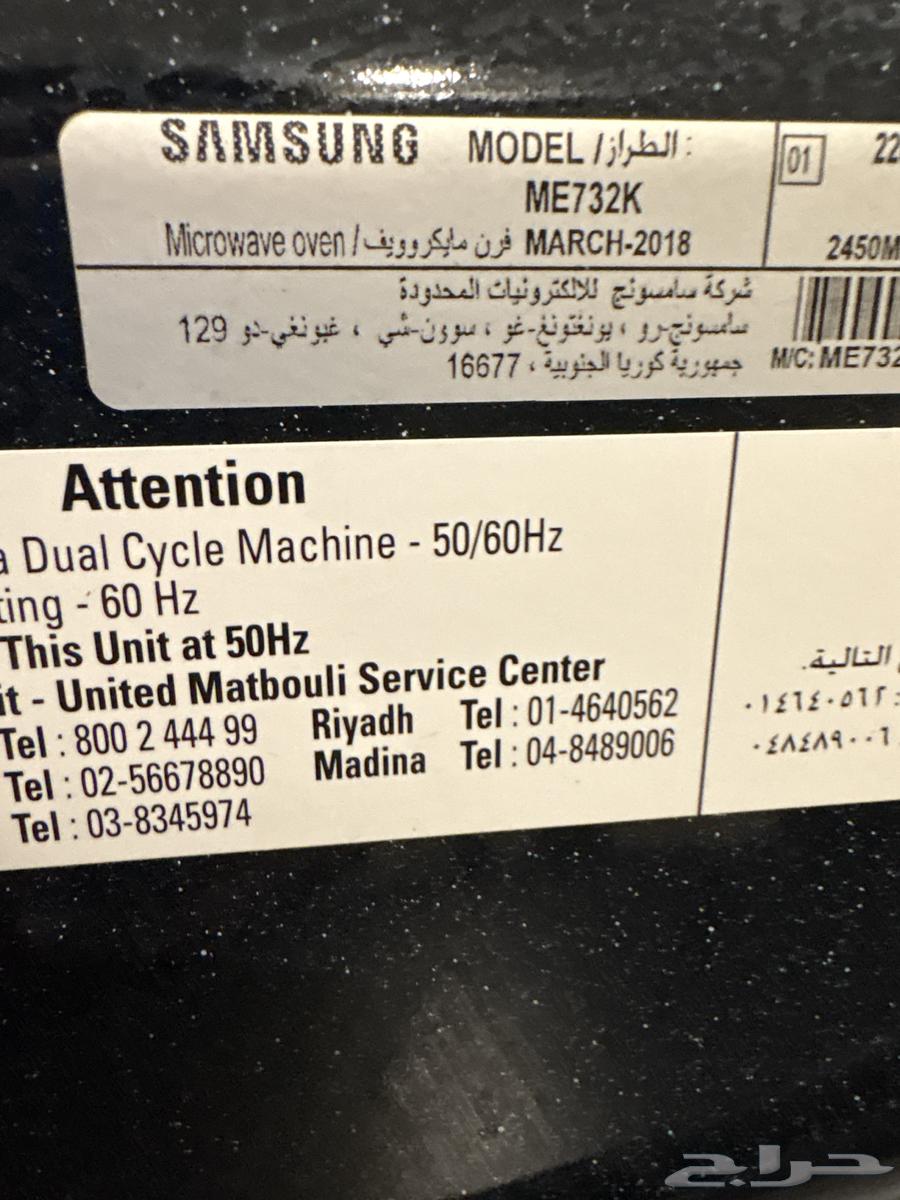 SAMSUNG
MODEL / الطراز :
ME732K
Microwave oven / فرن مايكروويف MARCH-2018
01
22
2450M
شركة سامسونج للالكترونيات المحدودة
سامسونج-رو ، يونغتونغ-غو ، سوون-شي ، غيونغي-دو 129
جمهورية كوريا الجنوبية ، 16677
M/C: ME732
Attention
a Dual Cycle Machine - 50/60Hz
ting - 60 Hz
This Unit at 50Hz
it - United Matbouli Service Center
Tel : 800 2 444 99 Riyadh Tel : 01-4640562
Tel : 02-56678890 Madina Tel : 04-8489006
Tel : 03-8345974
التالية.
٠١٤٦٤٠٥٦٢
٠٤٨٤٨٩٠٠٦
حراج